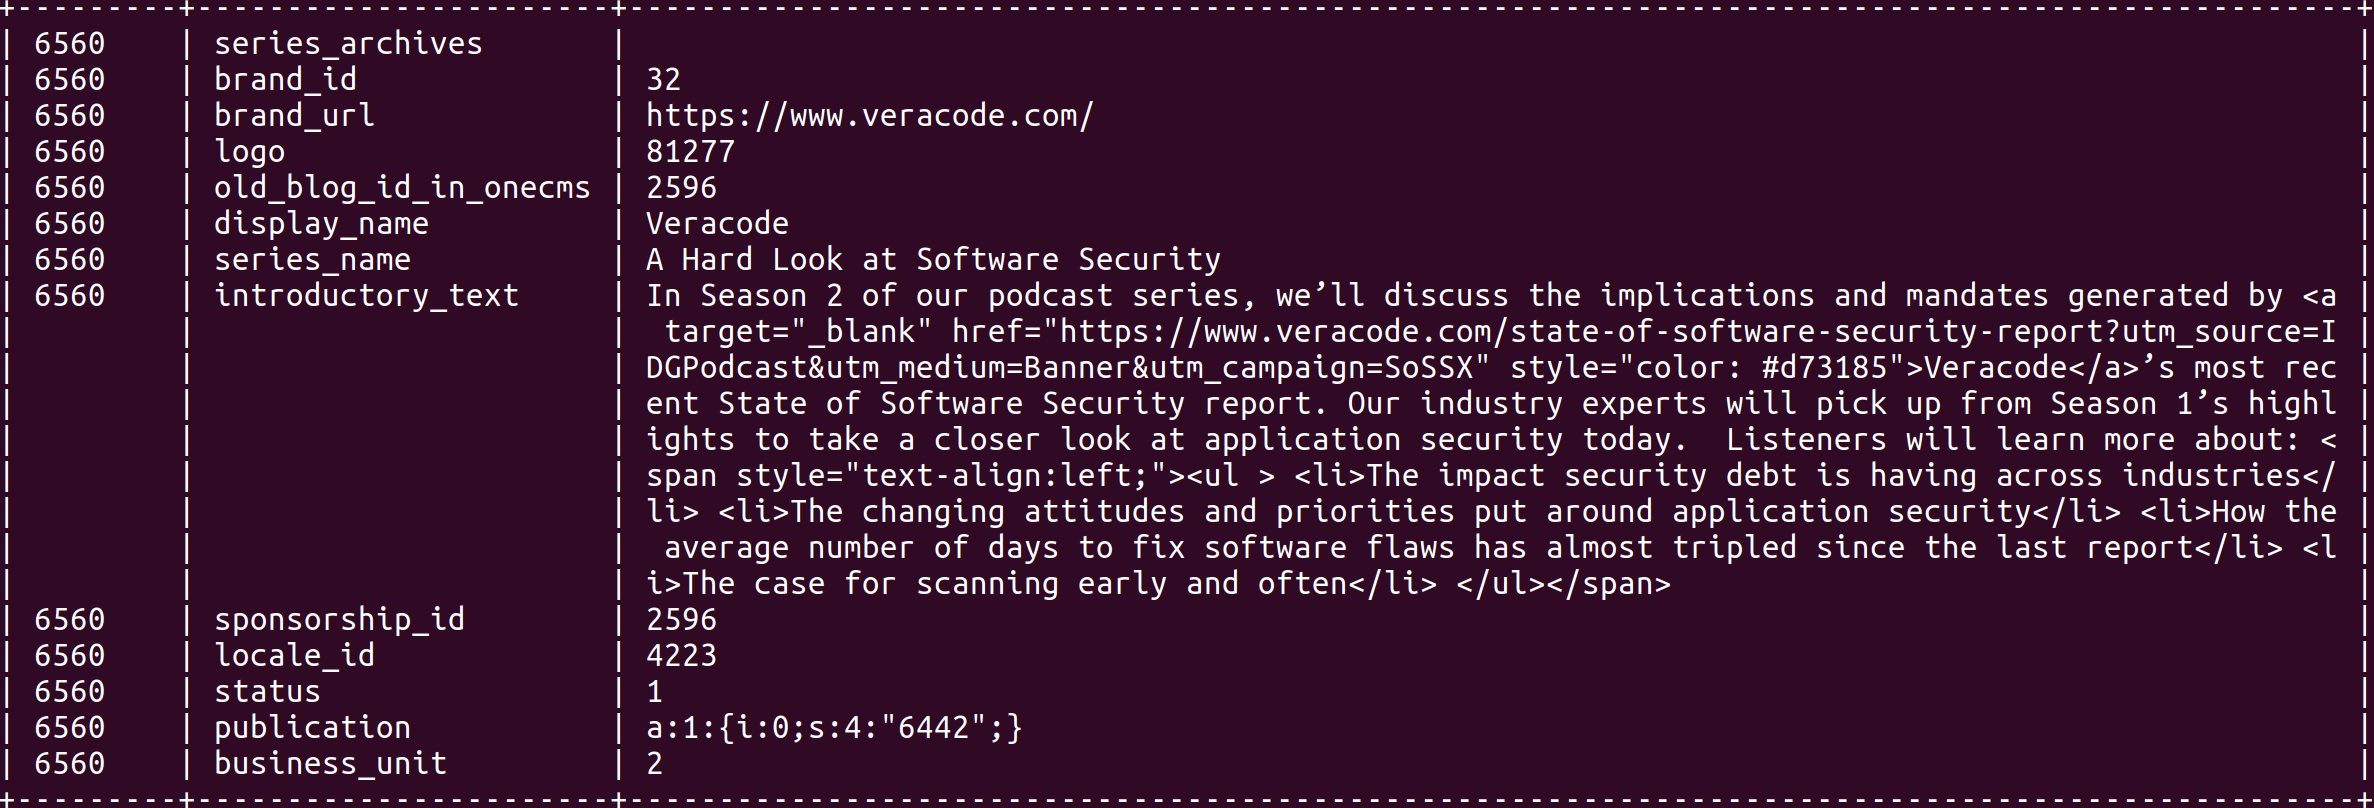 +---------+-----------------------+------------------------------------------------------------------------------------------------+
| 6560    | series_archives       |                                                                                                |
| 6560    | brand_id              | 32                                                                                             |
| 6560    | brand_url             | https://www.veracode.com/                                                                      |
| 6560    | logo                  | 81277                                                                                          |
| 6560    | old_blog_id_in_onecms | 2596                                                                                           |
| 6560    | display_name          | Veracode                                                                                       |
| 6560    | series_name           | A Hard Look at Software Security                                                               |
| 6560    | introductory_text     | In Season 2 of our podcast series, we’ll discuss the implications and mandates generated by <a |
|         |                       |  target="_blank" href="https://www.veracode.com/state-of-software-security-report?utm_source=I |
|         |                       | DGPodcast&utm_medium=Banner&utm_campaign=SoSSX" style="color: #d73185">Veracode</a>’s most rec |
|         |                       | ent State of Software Security report. Our industry experts will pick up from Season 1’s highl |
|         |                       | ights to take a closer look at application security today.  Listeners will learn more about: < |
|         |                       | span style="text-align:left;"><ul > <li>The impact security debt is having across industries</ |
|         |                       | li> <li>The changing attitudes and priorities put around application security</li> <li>How the |
|         |                       |  average number of days to fix software flaws has almost tripled since the last report</li> <l |
|         |                       | i>The case for scanning early and often</li> </ul></span>                                      |
| 6560    | sponsorship_id        | 2596                                                                                           |
| 6560    | locale_id             | 4223                                                                                           |
| 6560    | status                | 1                                                                                              |
| 6560    | publication           | a:1:{i:0;s:4:"6442";}                                                                          |
| 6560    | business_unit         | 2                                                                                              |
+---------+-----------------------+------------------------------------------------------------------------------------------------+